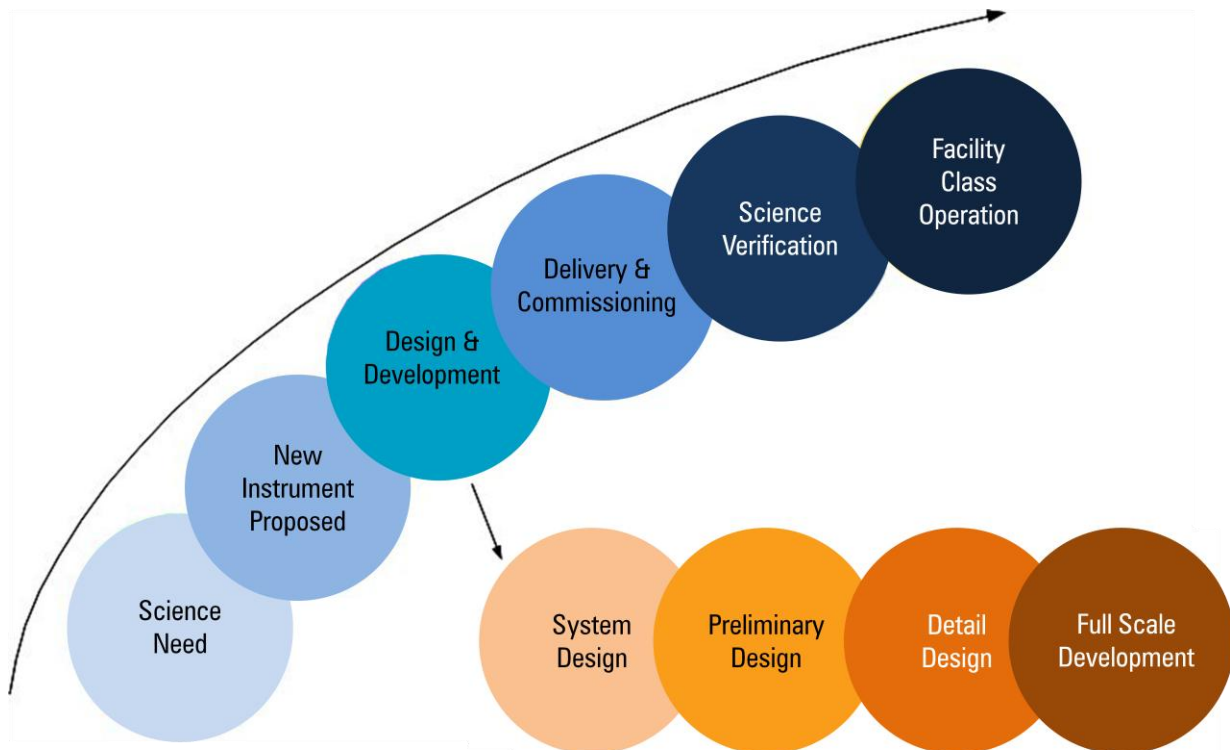 Science
Need
New
Instrument
Proposed
Design &
Development
Delivery &
Commissioning
Science
Verification
Facility
Class
Operation
System
Design
Preliminary
Design
Detail
Design
Full Scale
Development